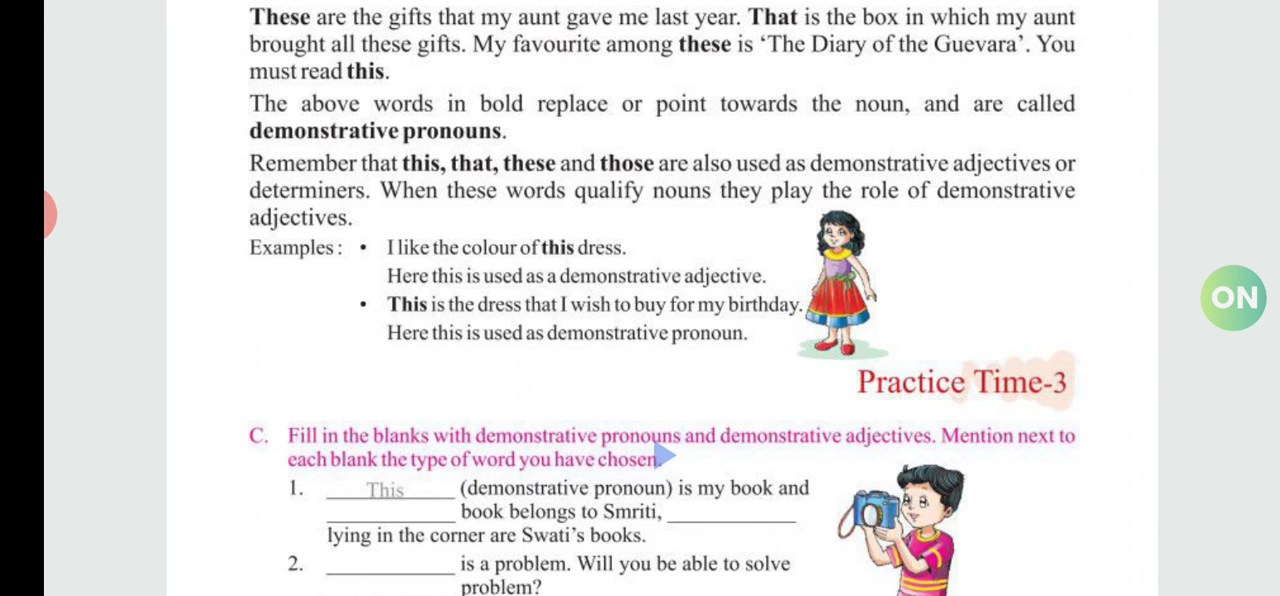 These are the gifts that my aunt gave me last year. That is the box in which my aunt
brought all these gifts. My favourite among these is ‘The Diary of the Guevara’. You
must read this.
The above words in bold replace or point towards the noun, and are called
demonstrative pronouns.
Remember that this, that, these and those are also used as demonstrative adjectives or
determiners. When these words qualify nouns they play the role of demonstrative
adjectives.
Examples : • I like the colour of this dress.
Here this is used as a demonstrative adjective.
• This is the dress that I wish to buy for my birthday.
Here this is used as demonstrative pronoun.
ON
Practice Time-3
C. Fill in the blanks with demonstrative pronouns and demonstrative adjectives. Mention next to
each blank the type of word you have chosen.
1. This (demonstrative pronoun) is my book and
____________ book belongs to Smriti, ____________
lying in the corner are Swati’s books.
2. ____________ is a problem. Will you be able to solve
problem?